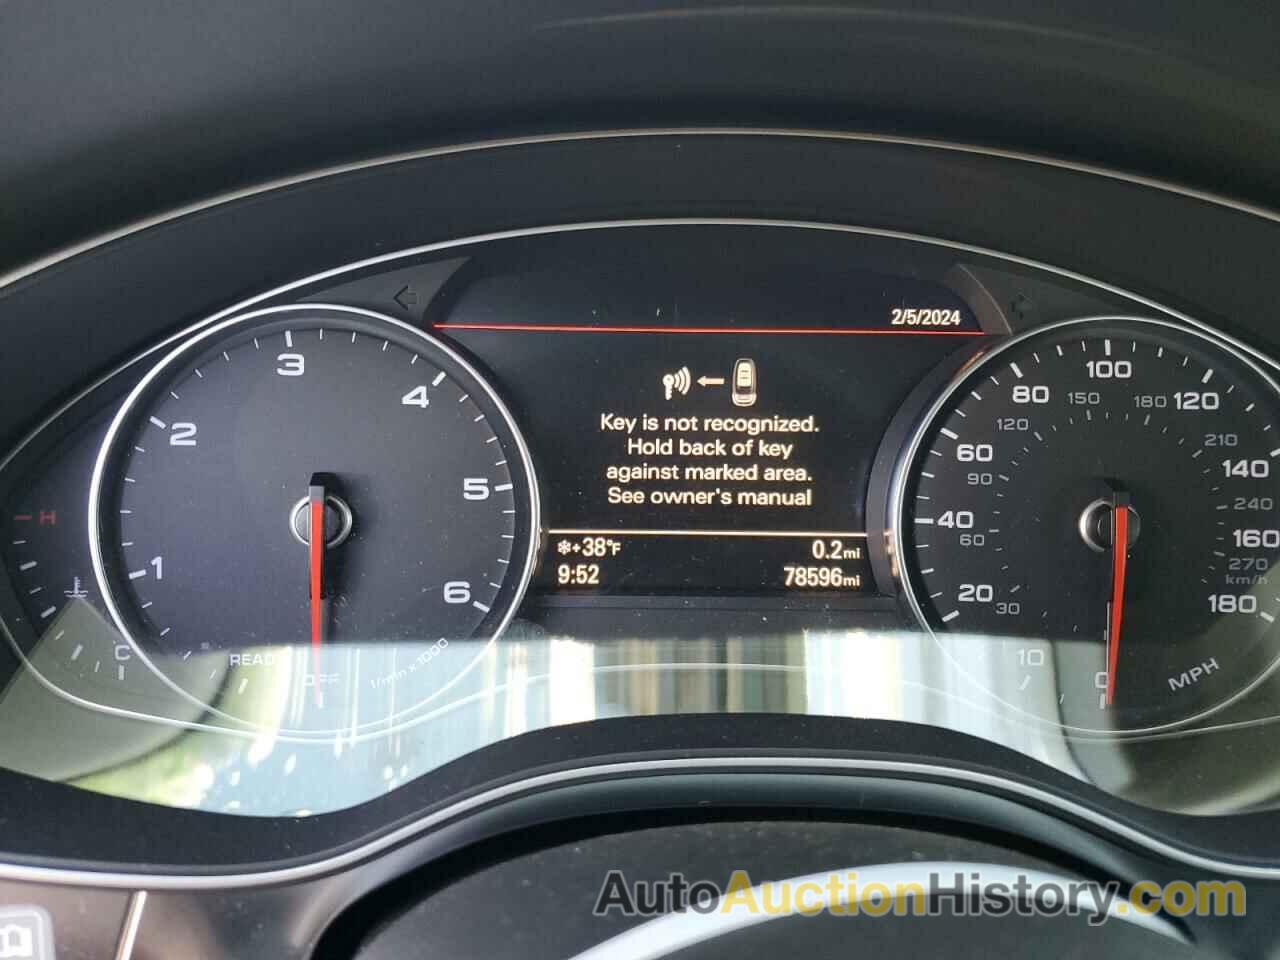 2/5/2024
Key is not recognized.
Hold back of key
against marked area.
See owner's manual
+38°F 0.2mi
9:52 78596mi
H
C
1
2
3
4
5
6
READY
OFF
1/min x 1000
0
10
20
40
60
80
100
120
140
160
180
MPH
30
60
90
120
150
180
210
240
270
km/h
AutoAuctionHistory.com